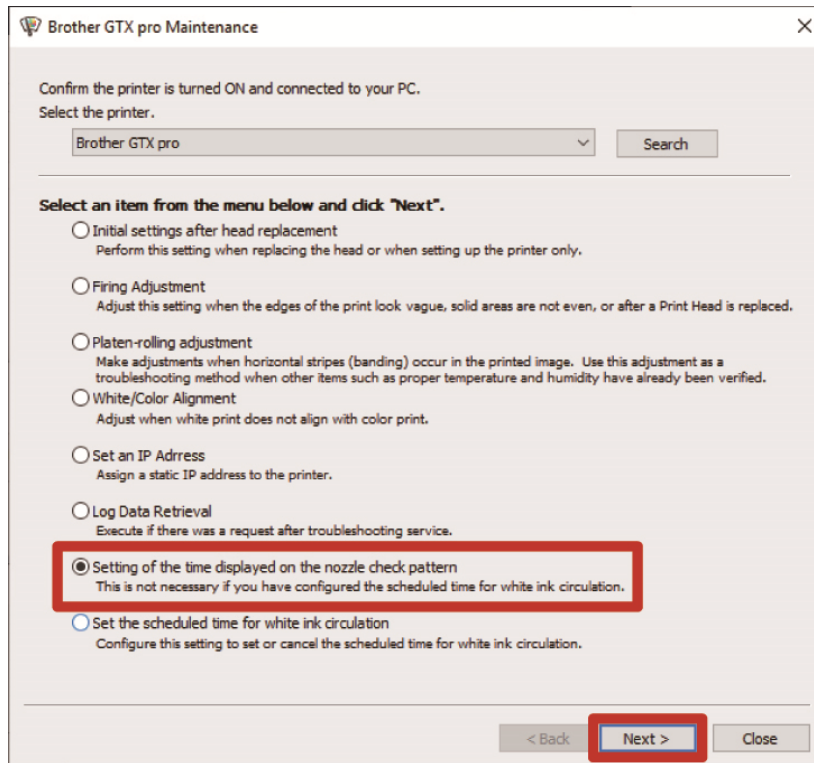 Brother GTX pro Maintenance
Confirm the printer is turned ON and connected to your PC.
Select the printer.
Brother GTX pro
Search
Select an item from the menu below and click "Next".
Initial settings after head replacement
Perform this setting when replacing the head or when setting up the printer only.
Firing Adjustment
Adjust this setting when the edges of the print look vague, solid areas are not even, or after a Print Head is replaced.
Platen-rolling adjustment
Make adjustments when horizontal stripes (banding) occur in the printed image. Use this adjustment as a
troubleshooting method when other items such as proper temperature and humidity have already been verified.
White/Color Alignment
Adjust when white print does not align with color print.
Set an IP Adrress
Assign a static IP address to the printer.
Log Data Retrieval
Execute if there was a request after troubleshooting service.
Setting of the time displayed on the nozzle check pattern
This is not necessary if you have configured the scheduled time for white ink circulation.
Set the scheduled time for white ink circulation
Configure this setting to set or cancel the scheduled time for white ink circulation.
< Back Next > Close